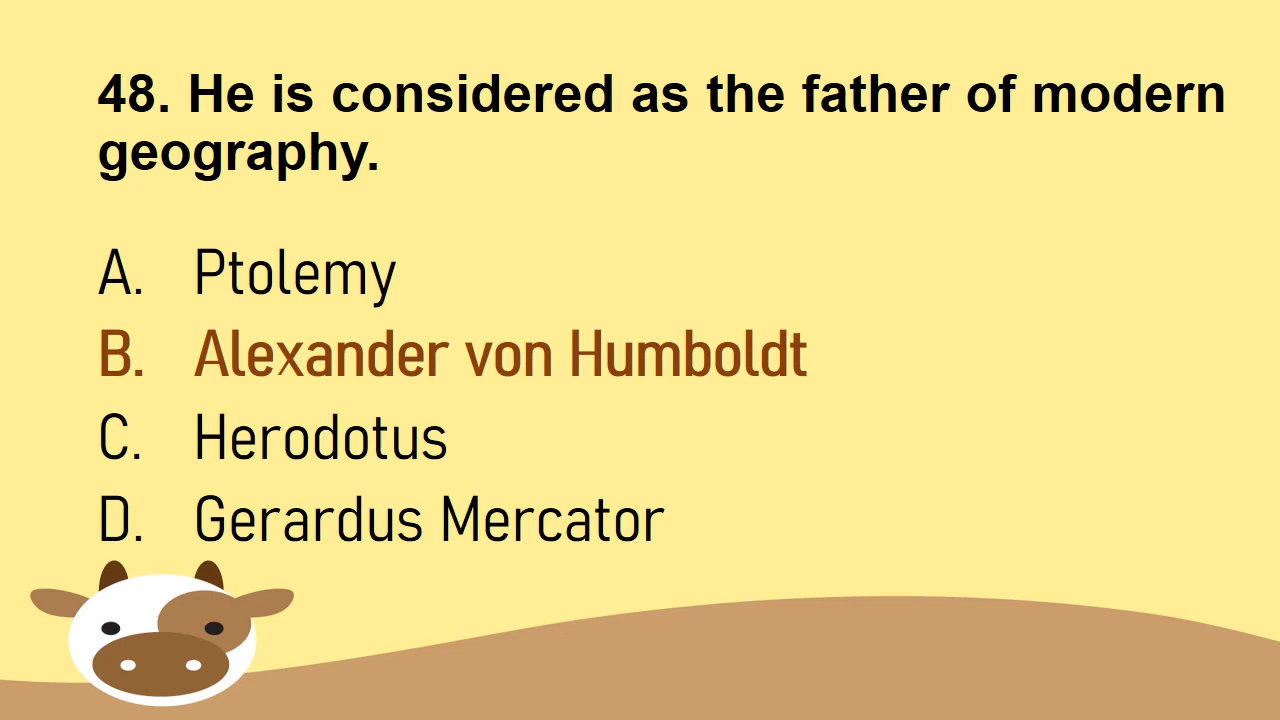 48. He is considered as the father of modern
geography.
A. Ptolemy
B. Alexander von Humboldt
C. Herodotus
D. Gerardus Mercator